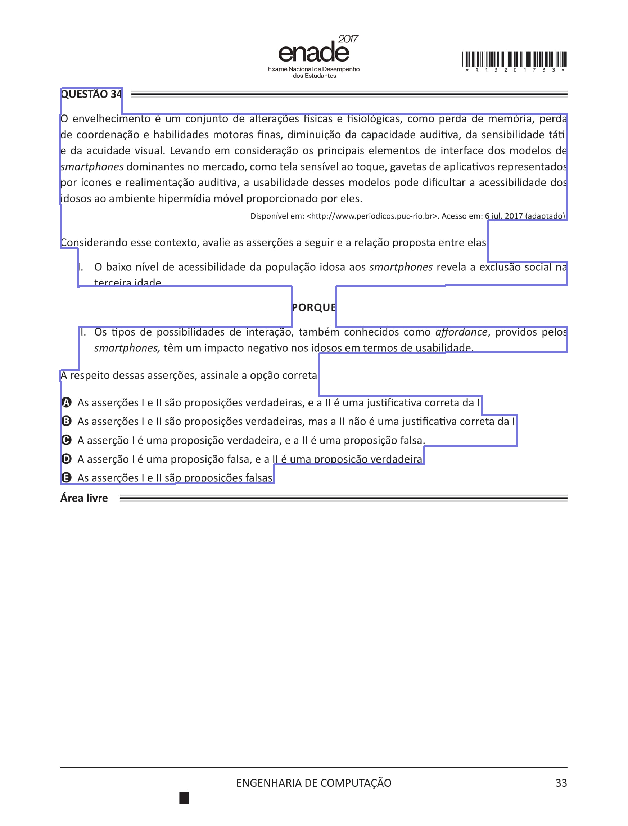 enade 2017
Exame Nacional de Desempenho
dos Estudantes
* R 1 3 2 0 1 7 3 3 *
QUESTÃO 34
O envelhecimento é um conjunto de alterações físicas e fisiológicas, como perda de memória, perda
de coordenação e habilidades motoras finas, diminuição da capacidade auditiva, da sensibilidade tátil
e da acuidade visual. Levando em consideração os principais elementos de interface dos modelos de
smartphones dominantes no mercado, como tela sensível ao toque, gavetas de aplicativos representados
por ícones e realimentação auditiva, a usabilidade desses modelos pode dificultar a acessibilidade dos
idosos ao ambiente hipermídia móvel proporcionado por eles.
Disponível em: <http://www.periodicos.puc-rio.br>. Acesso em: 6 jul. 2017 (adaptado).
Considerando esse contexto, avalie as asserções a seguir e a relação proposta entre elas.
I. O baixo nível de acessibilidade da população idosa aos smartphones revela a exclusão social na
terceira idade.
PORQUE
II. Os tipos de possibilidades de interação, também conhecidos como affordance, providos pelos
smartphones, têm um impacto negativo nos idosos em termos de usabilidade.
A respeito dessas asserções, assinale a opção correta.
A As asserções I e II são proposições verdadeiras, e a II é uma justificativa correta da I.
B As asserções I e II são proposições verdadeiras, mas a II não é uma justificativa correta da I.
C A asserção I é uma proposição verdadeira, e a II é uma proposição falsa.
D A asserção I é uma proposição falsa, e a II é uma proposição verdadeira.
E As asserções I e II são proposições falsas.
Área livre
ENGENHARIA DE COMPUTAÇÃO 33